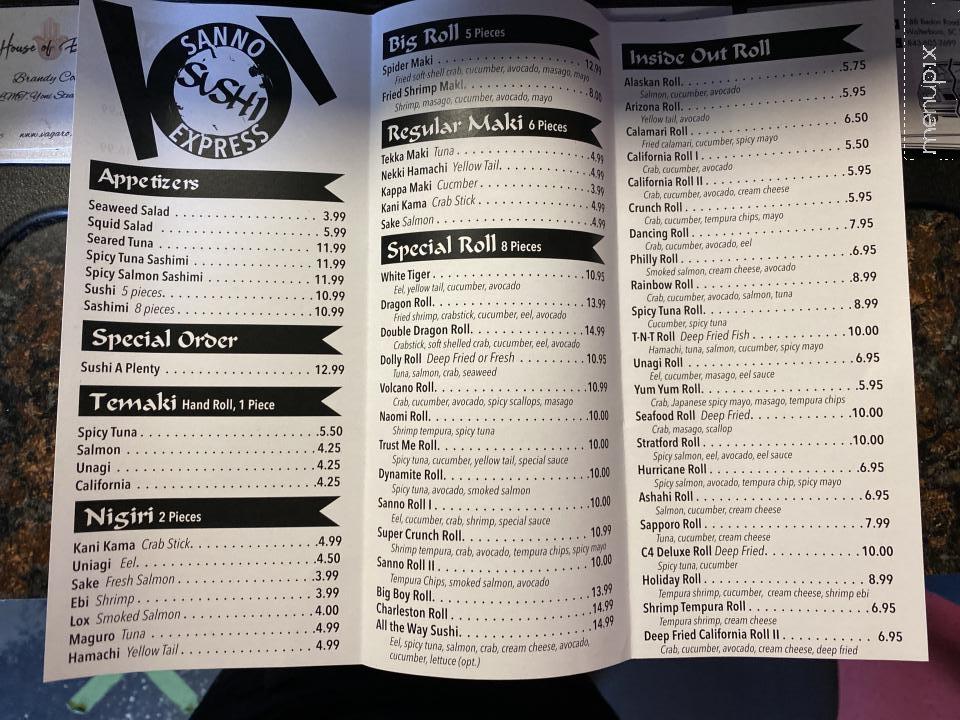 SANNO
SUSHI
EXPRESS
Appetizers
Seaweed Salad 3.99
Squid Salad 5.99
Seared Tuna 11.99
Spicy Tuna Sashimi 11.99
Spicy Salmon Sashimi 11.99
Sushi 5 pieces. 10.99
Sashimi 8 pieces 10.99
Special Order
Sushi A Plenty 12.99
Temaki Hand Roll, 1 Piece
Spicy Tuna 5.50
Salmon 4.25
Unagi 4.25
California 4.25
Nigiri 2 Pieces
Kani Kama Crab Stick. 4.99
Uniagi Eel. 4.50
Sake Fresh Salmon 3.99
Ebi Shrimp 3.99
Lox Smoked Salmon 4.00
Maguro Tuna 4.99
Hamachi Yellow Tail 4.99
Big Roll 5 Pieces
Spider Maki 12.99
Fried soft-shell crab, cucumber, avocado, masago, mayo
Fried Shrimp Maki. 8.00
Shrimp, masago, cucumber, avocado, mayo
Regular Maki 6 Pieces
Tekka Maki Tuna 4.99
Nekki Hamachi Yellow Tail. 4.99
Kappa Maki Cucmber 3.99
Kani Kama Crab Stick 4.99
Sake Salmon 4.99
Special Roll 8 Pieces
White Tiger 10.95
Eel, yellow tail, cucumber, avocado
Dragon Roll. 13.99
Fried shrimp, crabstick, cucumber, eel, avocado
Double Dragon Roll. 14.99
Crabstick, soft shelled crab, cucumber, eel, avocado
Dolly Roll Deep Fried or Fresh 10.95
Tuna, salmon, crab, seaweed
Volcano Roll. 10.99
Crab, cucumber, avocado, spicy scallops, masago
Naomi Roll. 10.00
Shrimp tempura, spicy tuna
Trust Me Roll. 10.00
Spicy tuna, cucumber, yellow tail, special sauce
Dynamite Roll. 10.00
Spicy tuna, avocado, smoked salmon
Sanno Roll I 10.00
Eel, cucumber, crab, shrimp, special sauce
Super Crunch Roll. 10.99
Shrimp tempura, crab, avocado, tempura chips, spicy mayo
Sanno Roll II 10.00
Tempura Chips, smoked salmon, avocado
Big Boy Roll. 13.99
Charleston Roll 14.99
All the Way Sushi. 14.99
Eel, spicy tuna, salmon, crab, cream cheese, avocado,
cucumber, lettuce (opt.)
Inside Out Roll
Alaskan Roll. 5.75
Salmon, cucumber, avocado
Arizona Roll. 5.95
Yellow tail, avocado
Calamari Roll 6.50
Fried calamari, cucumber, spicy mayo
California Roll I 5.50
Crab, cucumber, avocado
California Roll II 5.95
Crab, cucumber, avocado, cream cheese
Crunch Roll 5.95
Crab, cucumber, tempura chips, mayo
Dancing Roll 7.95
Crab, cucumber, avocado, eel
Philly Roll 6.95
Smoked salmon, cream cheese, avocado
Rainbow Roll 8.99
Crab, cucumber, avocado, salmon, tuna
Spicy Tuna Roll. 8.99
Cucumber, spicy tuna
T-N-T Roll Deep Fried Fish 10.00
Hamachi, tuna, salmon, cucumber, spicy mayo
Unagi Roll 6.95
Eel, cucumber, masago, eel sauce
Yum Yum Roll. 5.95
Crab, Japanese spicy mayo, masago, tempura chips
Seafood Roll Deep Fried. 10.00
Crab, masago, scallop
Stratford Roll 10.00
Spicy salmon, eel, avocado, eel sauce
Hurricane Roll 6.95
Spicy salmon, avocado, tempura chip, spicy mayo
Ashahi Roll 6.95
Salmon, cucumber, cream cheese
Sapporo Roll 7.99
Tuna, cucumber, cream cheese
C4 Deluxe Roll Deep Fried. 10.00
Spicy tuna, cucumber
Holiday Roll 8.99
Tempura shrimp, cucumber, cream cheese, shrimp ebi
Shrimp Tempura Roll 6.95
Tempura shrimp, cream cheese
Deep Fried California Roll II 6.95
Crab, cucumber, avocado, cream cheese, deep fried
House of
Brandy
www.vagaro.
Road
Walterboro, SC
menupix